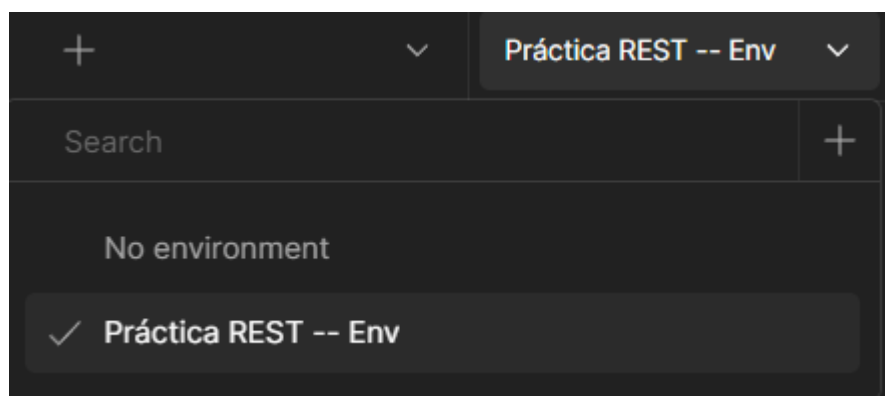 Práctica REST -- Env
Search
No environment
Práctica REST -- Env